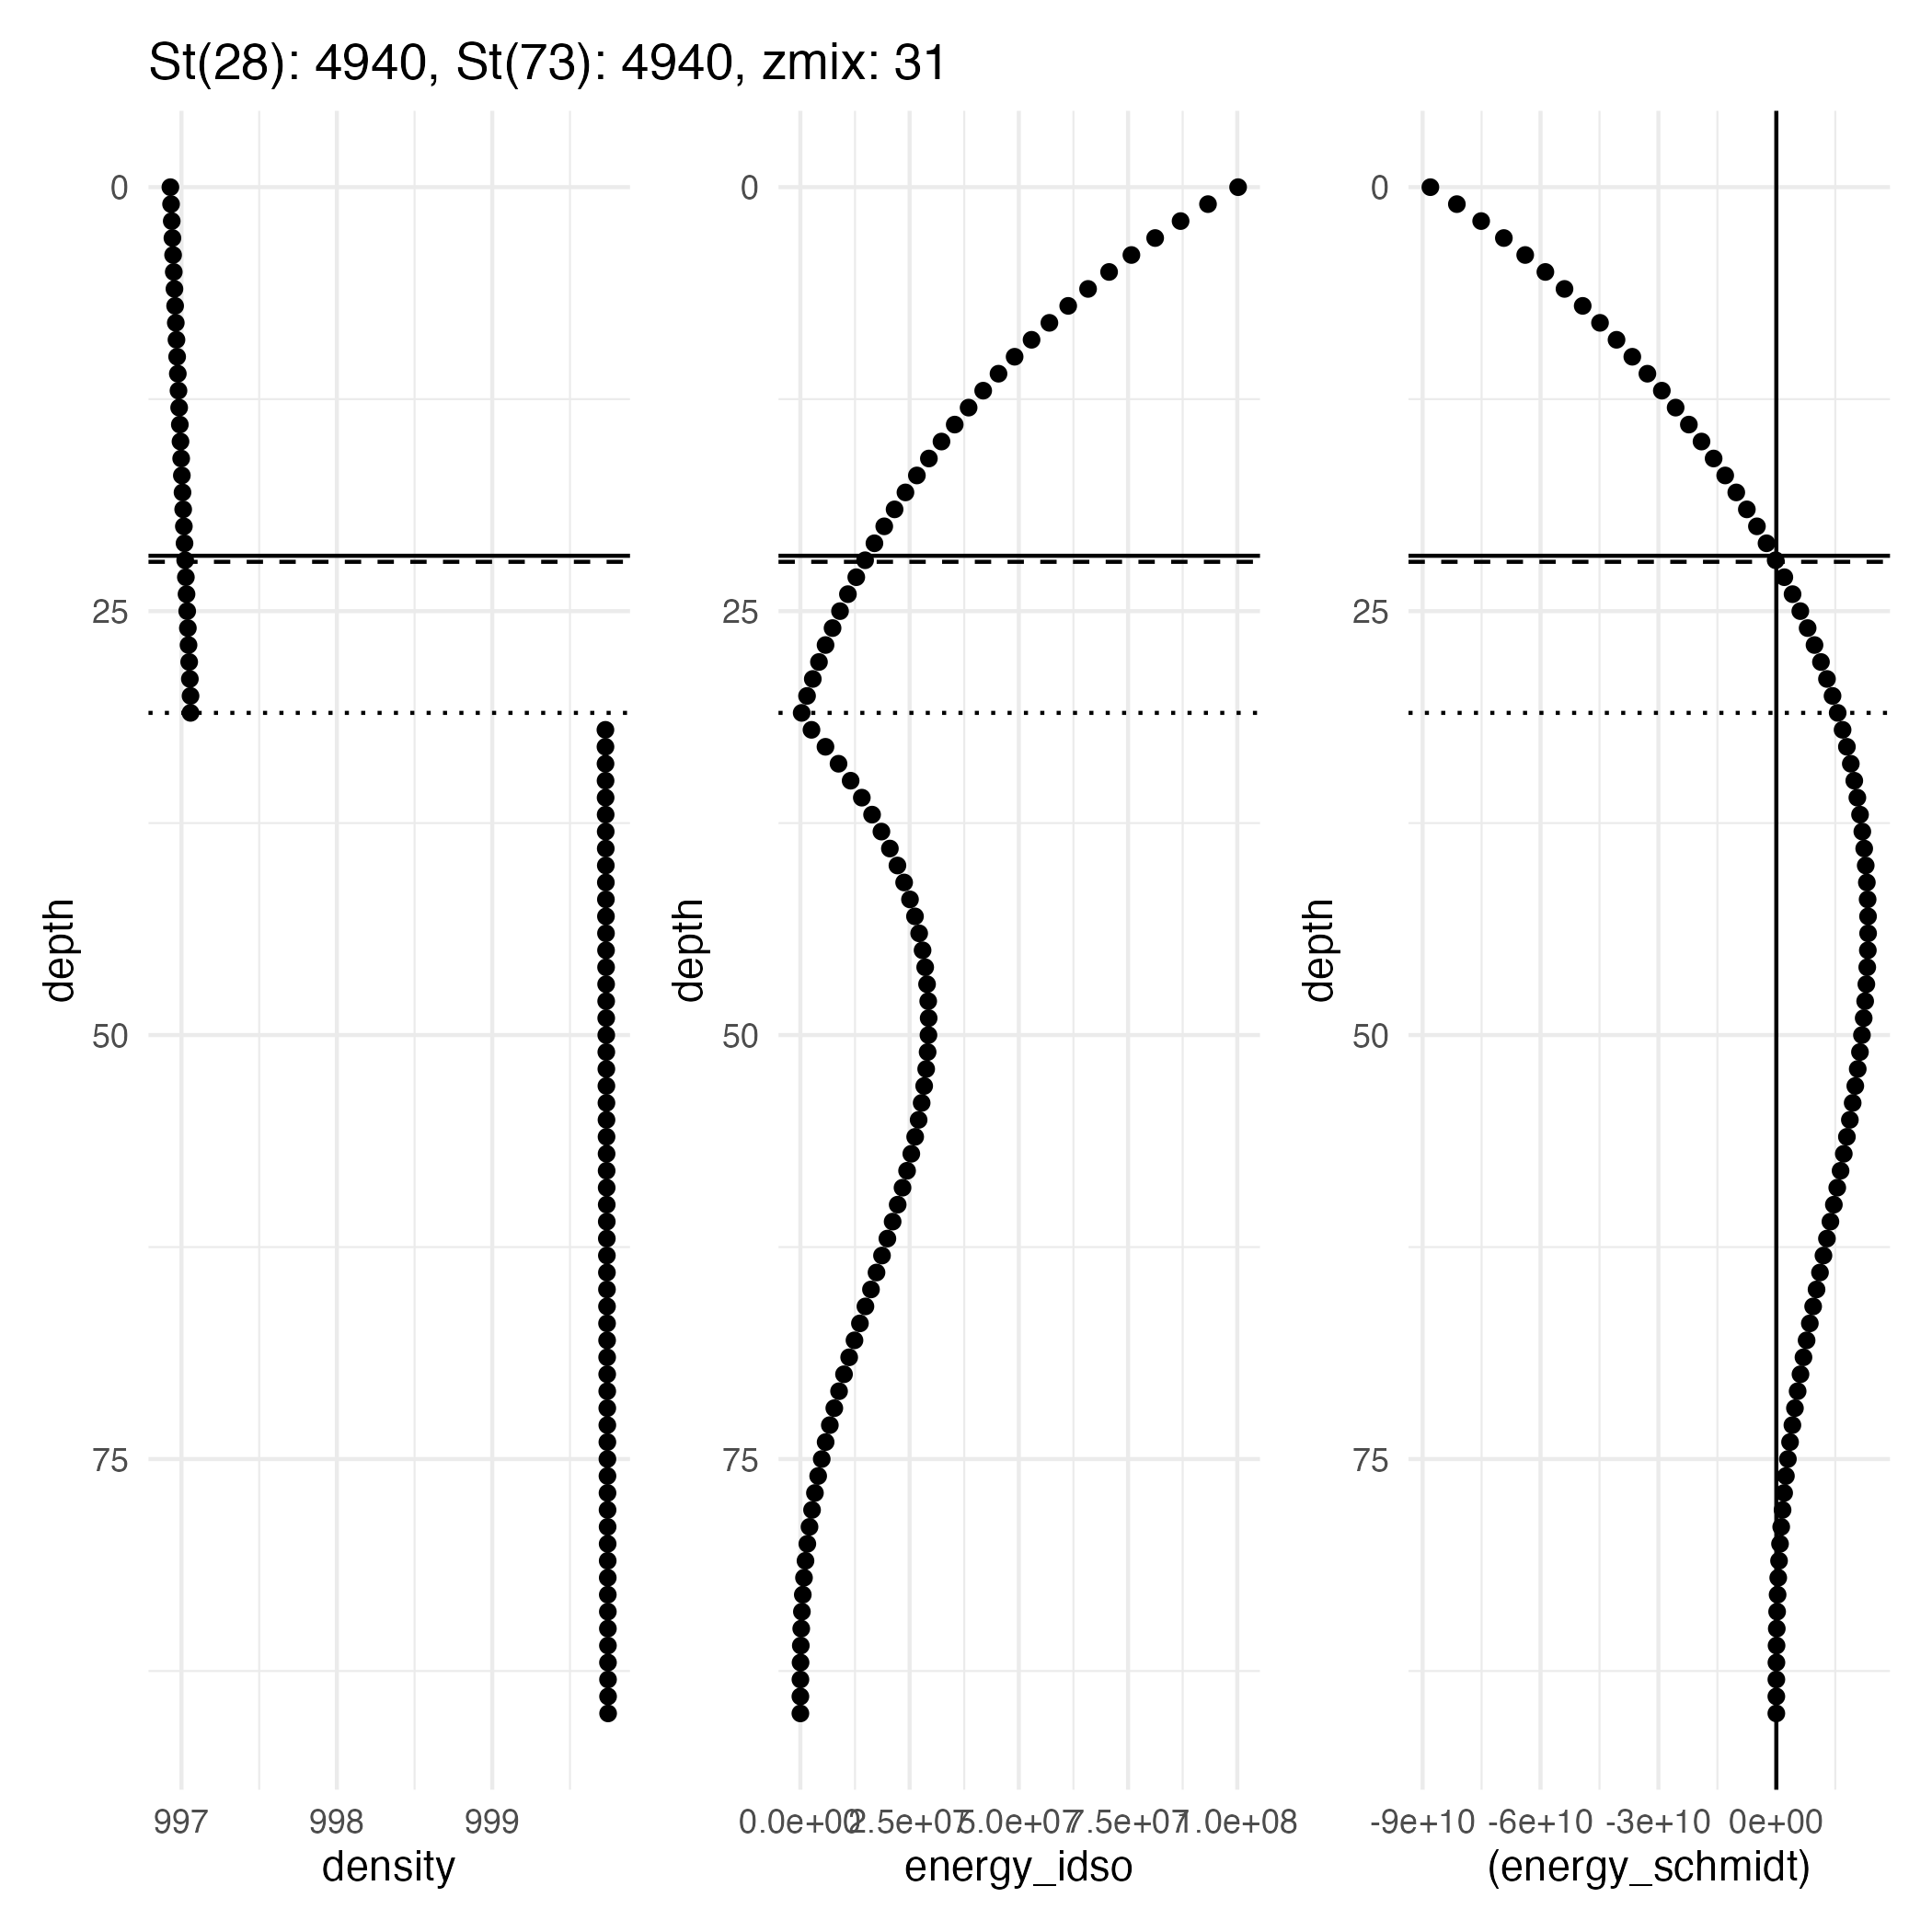 St(28): 4940, St(73): 4940, zmix: 31
0
25
50
75
depth
997 998 999
density
0
25
50
75
depth
0.0e+00 2.5e+07 5.0e+07 7.5e+07 1.0e+08
energy_idso
0
25
50
75
depth
-9e+10 -6e+10 -3e+10 0e+00
(energy_schmidt)